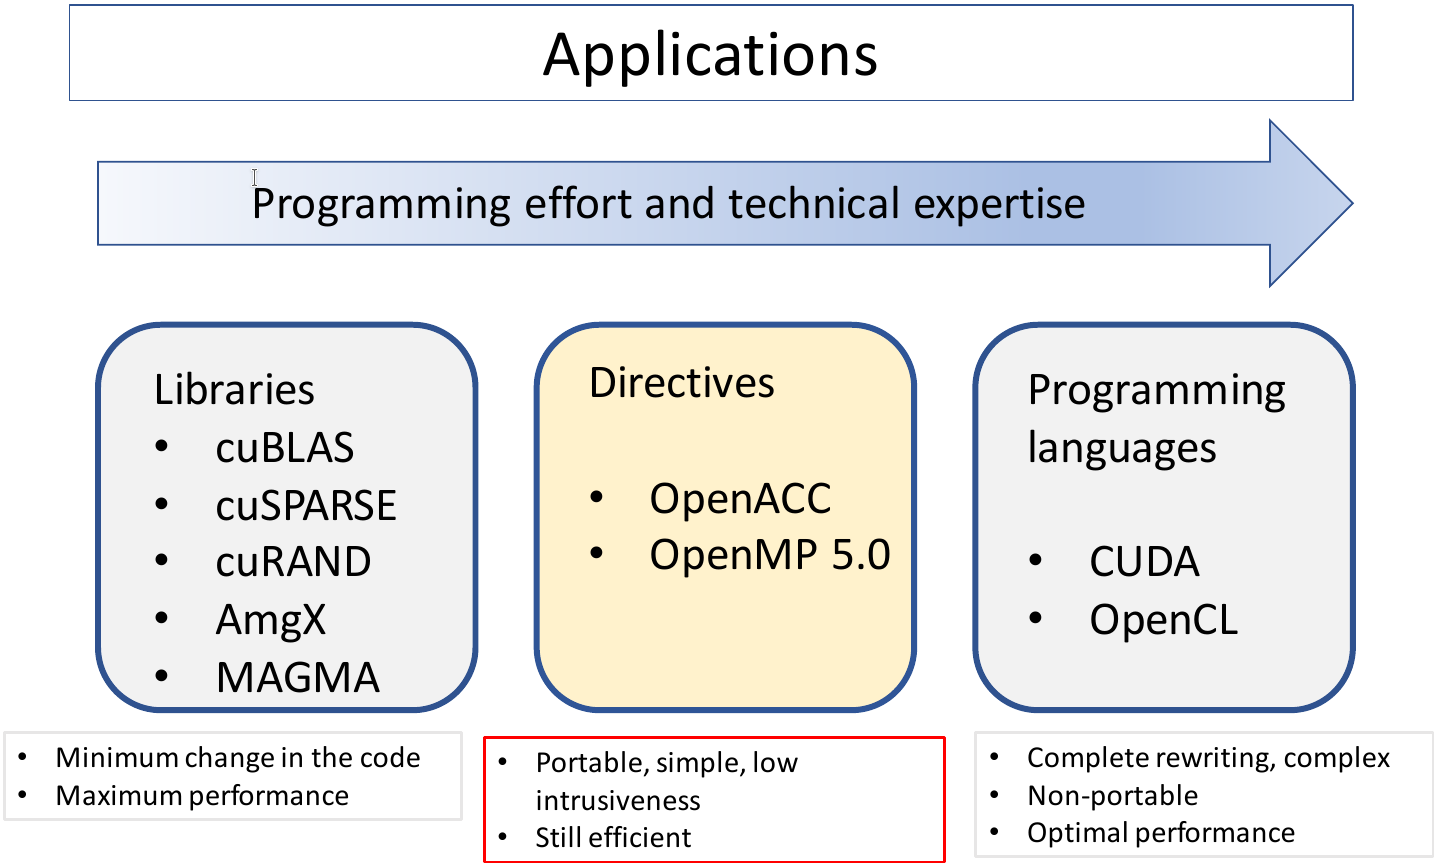 Applications
Programming effort and technical expertise
Libraries
• cuBLAS
• cuSPARSE
• cuRAND
• AmgX
• MAGMA
Directives
• OpenACC
• OpenMP 5.0
Programming
languages
• CUDA
• OpenCL
• Minimum change in the code
• Maximum performance
• Portable, simple, low
intrusiveness
• Still efficient
• Complete rewriting, complex
• Non-portable
• Optimal performance